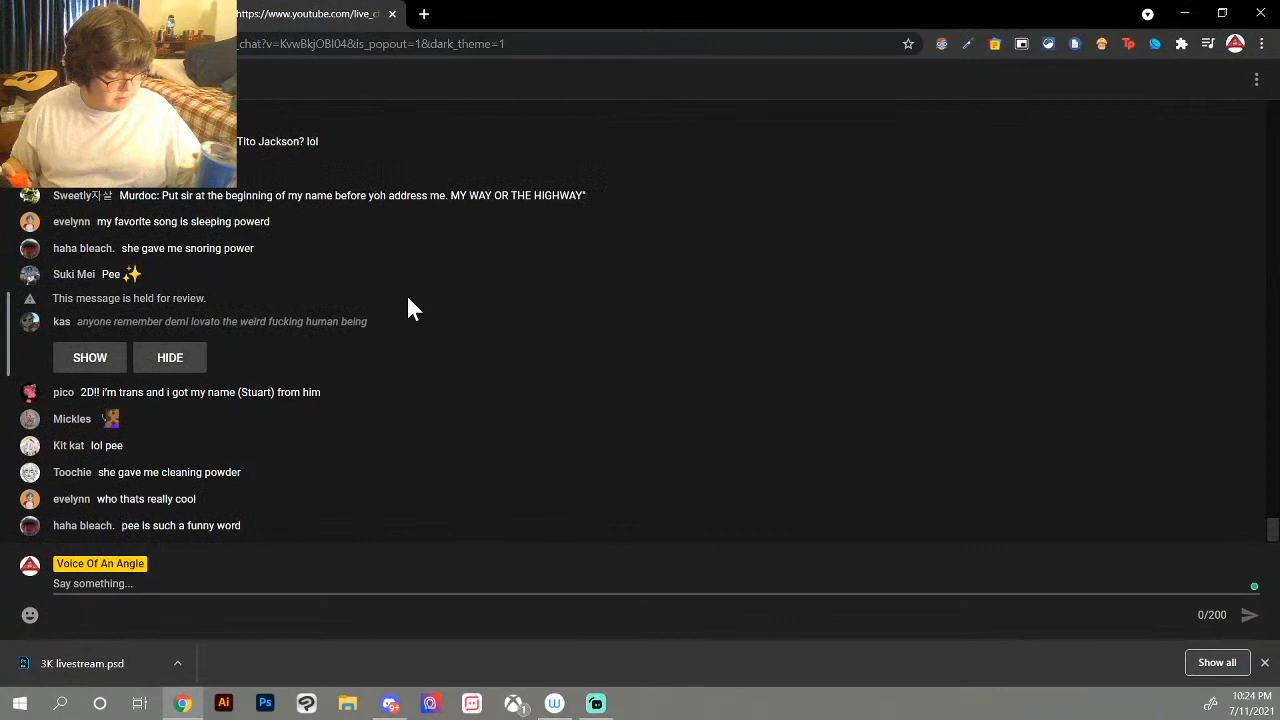 https://www.youtube.com/live_cl
_chat?v=KvwBkjOBI04&is_popout=1&dark_theme=1
Tito Jackson? lol
Sweetly자살 Murdoc: Put sir at the beginning of my name before yoh address me. MY WAY OR THE HIGHWAY"
evelynn my favorite song is sleeping powerd
haha bleach. she gave me snoring power
Suki Mei Pee ✨
This message is held for review.
kas anyone remember demi lovato the weird fucking human being
SHOW HIDE
pico 2D!! i'm trans and i got my name (Stuart) from him
Mickles
Kit kat lol pee
Toochie she gave me cleaning powder
evelynn who thats really cool
haha bleach. pee is such a funny word
Voice Of An Angle
Say something...
0/200
3K livestream.psd
Show all
10:24 PM
7/11/2021